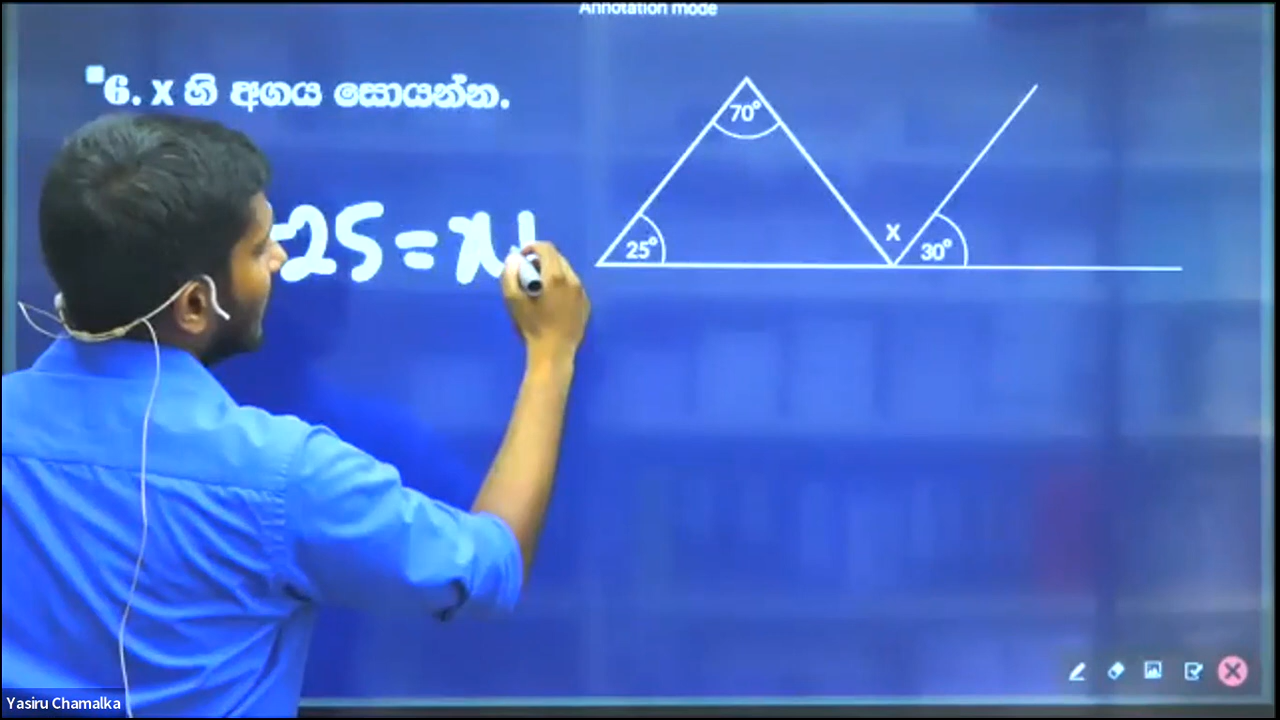 Annotation mode
6. x හි අගය සොයන්න.
70°
25 = x
x
25°
30°
Yasiru Chamalka